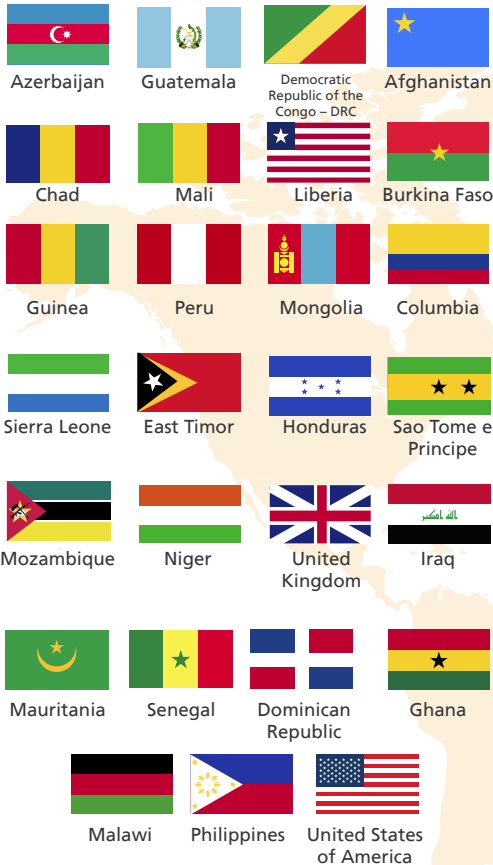 Azerbaijan
Guatemala
Democratic
Republic of the
Congo – DRC
Afghanistan
Chad
Mali
Liberia
Burkina Faso
Guinea
Peru
Mongolia
Columbia
Sierra Leone
East Timor
Honduras
Sao Tome e
Principe
Mozambique
Niger
United
Kingdom
Iraq
Mauritania
Senegal
Dominican
Republic
Ghana
Malawi
Philippines
United States
of America